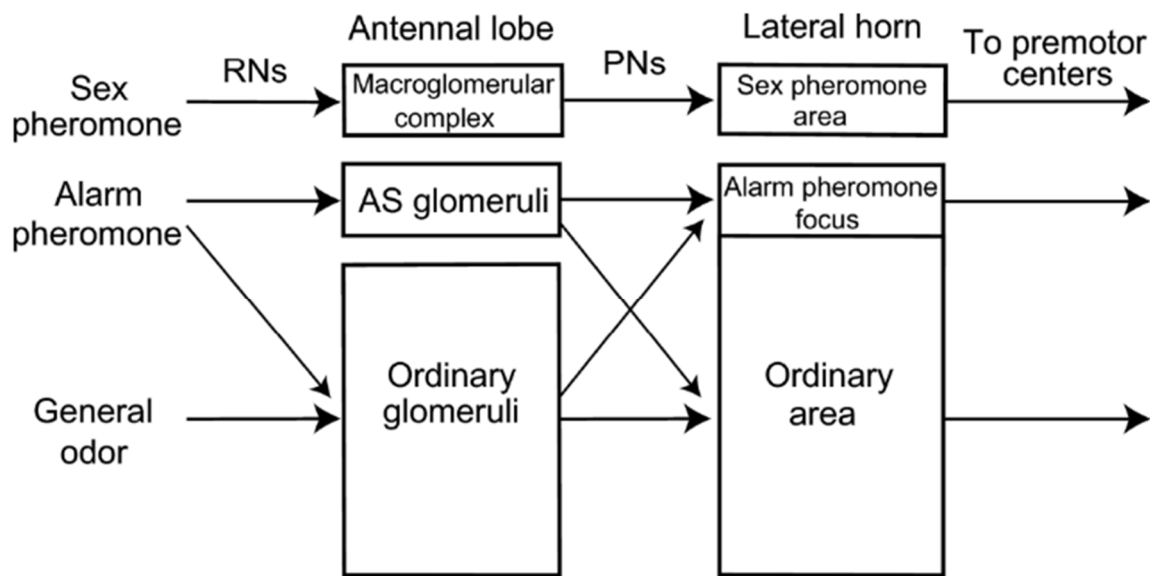 Antennal lobe
Lateral horn
RNs
PNs
To premotor
centers
Sex
pheromone
Macroglomerular
complex
Sex pheromone
area
Alarm
pheromone
AS glomeruli
Alarm pheromone
focus
General
odor
Ordinary
glomeruli
Ordinary
area